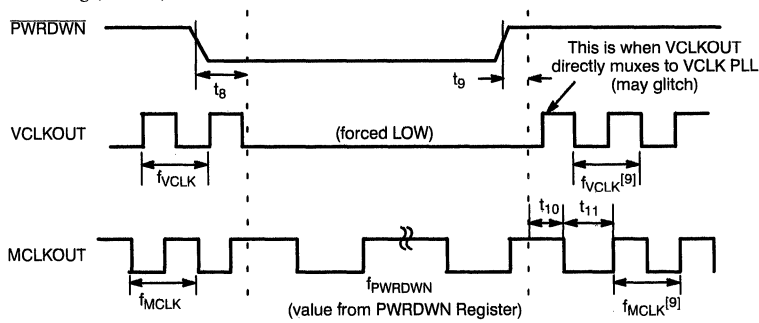 PWRDWN
This is when VCLKOUT
directly muxes to VCLK PLL
(may glitch)
t8
t9
VCLKOUT
(forced LOW)
fVCLK
fVCLK[9]
t10
t11
MCLKOUT
fMCLK
fPWRDWN
(value from PWRDWN Register)
fMCLK[9]